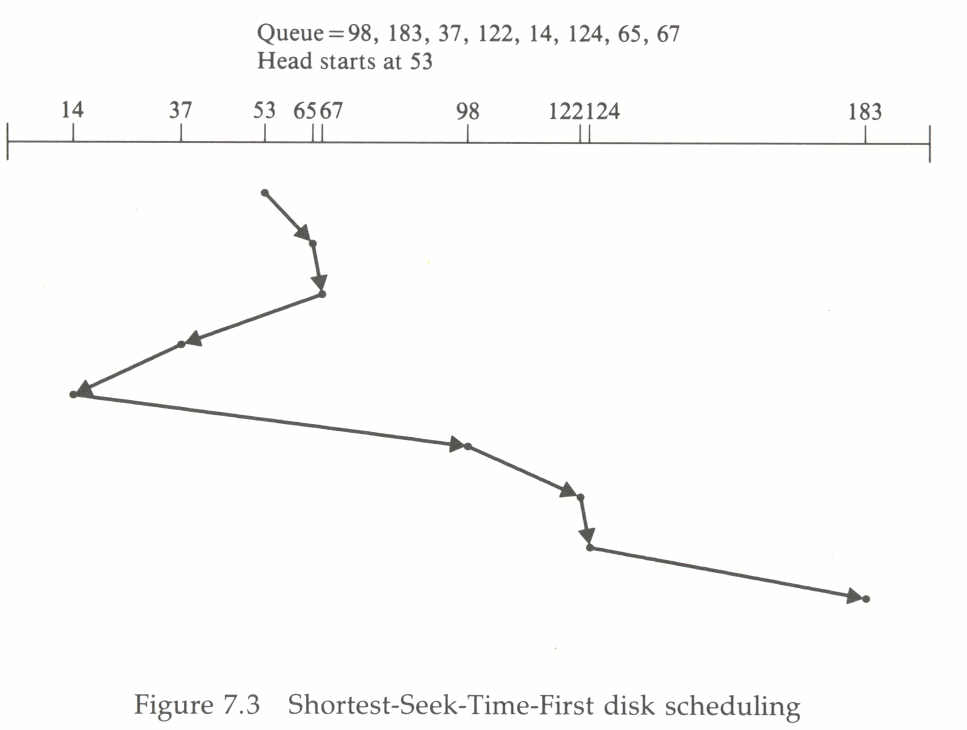 Queue=98, 183, 37, 122, 14, 124, 65, 67
Head starts at 53
14 37 53 65 67 98 122 124 183
Figure 7.3 Shortest-Seek-Time-First disk scheduling